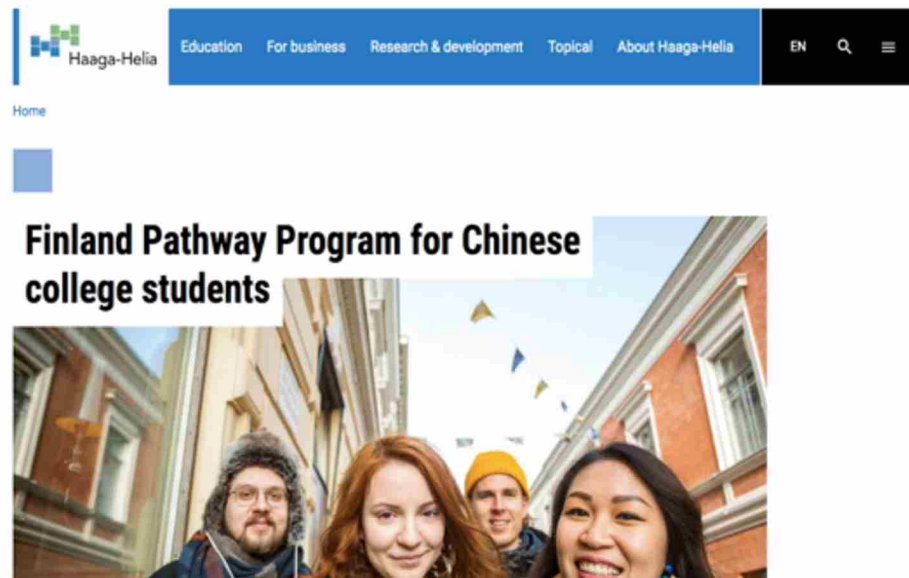 Haaga-Helia
Education For business Research & development Topical About Haaga-Helia EN
Home
Finland Pathway Program for Chinese
college students